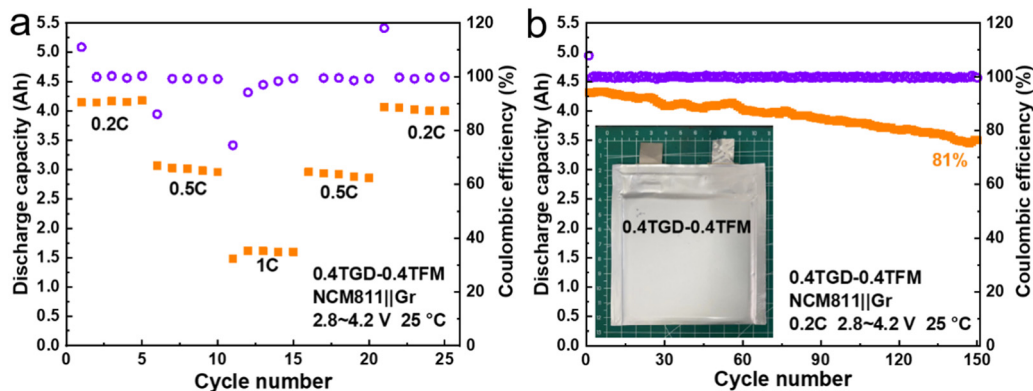 a
5.5
5.0
4.5
4.0
3.5
3.0
2.5
2.0
1.5
1.0
0.5
0.0
Discharge capacity (Ah)
0.2C
0.5C
1C
0.5C
0.2C
0.4TGD-0.4TFM
NCM811||Gr
2.8~4.2 V 25 °C
0 5 10 15 20 25
Cycle number
120
100
80
60
40
20
0
Coulombic efficiency (%)
b
5.5
5.0
4.5
4.0
3.5
3.0
2.5
2.0
1.5
1.0
0.5
0.0
Discharge capacity (Ah)
81%
0.4TGD-0.4TFM
0.4TGD-0.4TFM
NCM811||Gr
0.2C 2.8~4.2 V 25 °C
0 30 60 90 120 150
Cycle number
120
100
80
60
40
20
0
Coulombic efficiency (%)